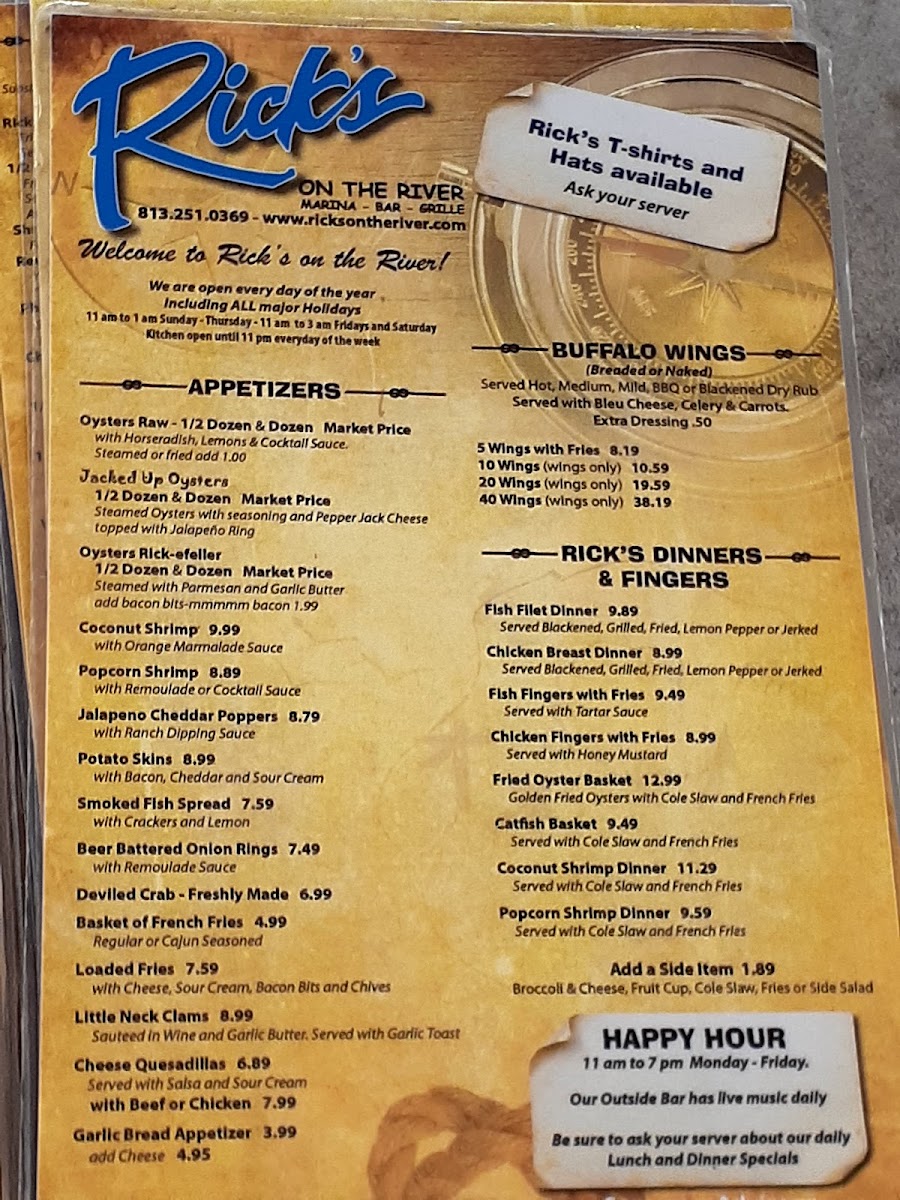 Rick's
ON THE RIVER
MARINA - BAR - GRILLE
813.251.0369 - www.ricksontheriver.com
Rick's T-shirts and
Hats available
Ask your server
Welcome to Rick's on the River!
We are open every day of the year
Including ALL major Holidays
11 am to 1 am Sunday - Thursday - 11 am to 3 am Fridays and Saturday
Kitchen open until 11 pm everyday of the week
APPETIZERS
Oysters Raw - 1/2 Dozen & Dozen Market Price
with Horseradish, Lemons & Cocktail Sauce.
Steamed or fried add 1.00
Jacked Up Oysters
1/2 Dozen & Dozen Market Price
Steamed Oysters with seasoning and Pepper Jack Cheese
topped with Jalapeño Ring
Oysters Rick-efeller
1/2 Dozen & Dozen Market Price
Steamed with Parmesan and Garlic Butter
add bacon bits-mmmmm bacon 1.99
Coconut Shrimp 9.99
with Orange Marmalade Sauce
Popcorn Shrimp 8.89
with Remoulade or Cocktail Sauce
Jalapeno Cheddar Poppers 8.79
with Ranch Dipping Sauce
Potato Skins 8.99
with Bacon, Cheddar and Sour Cream
Smoked Fish Spread 7.59
with Crackers and Lemon
Beer Battered Onion Rings 7.49
with Remoulade Sauce
Deviled Crab - Freshly Made 6.99
Basket of French Fries 4.99
Regular or Cajun Seasoned
Loaded Fries 7.59
with Cheese, Sour Cream, Bacon Bits and Chives
Little Neck Clams 8.99
Sauteed in Wine and Garlic Butter. Served with Garlic Toast
Cheese Quesadillas 6.89
Served with Salsa and Sour Cream
with Beef or Chicken 7.99
Garlic Bread Appetizer 3.99
add Cheese 4.95
BUFFALO WINGS
(Breaded or Naked)
Served Hot, Medium, Mild, BBQ or Blackened Dry Rub
Served with Bleu Cheese, Celery & Carrots.
Extra Dressing .50
5 Wings with Fries 8.19
10 Wings (wings only) 10.59
20 Wings (wings only) 19.59
40 Wings (wings only) 38.19
RICK'S DINNERS
& FINGERS
Fish Filet Dinner 9.89
Served Blackened, Grilled, Fried, Lemon Pepper or Jerked
Chicken Breast Dinner 8.99
Served Blackened, Grilled, Fried, Lemon Pepper or Jerked
Fish Fingers with Fries 9.49
Served with Tartar Sauce
Chicken Fingers with Fries 8.99
Served with Honey Mustard
Fried Oyster Basket 12.99
Golden Fried Oysters with Cole Slaw and French Fries
Catfish Basket 9.49
Served with Cole Slaw and French Fries
Coconut Shrimp Dinner 11.29
Served with Cole Slaw and French Fries
Popcorn Shrimp Dinner 9.59
Served with Cole Slaw and French Fries
Add a Side Item 1.89
Broccoli & Cheese, Fruit Cup, Cole Slaw, Fries or Side Salad
HAPPY HOUR
11 am to 7 pm Monday - Friday.
Our Outside Bar has live music daily
Be sure to ask your server about our daily
Lunch and Dinner Specials